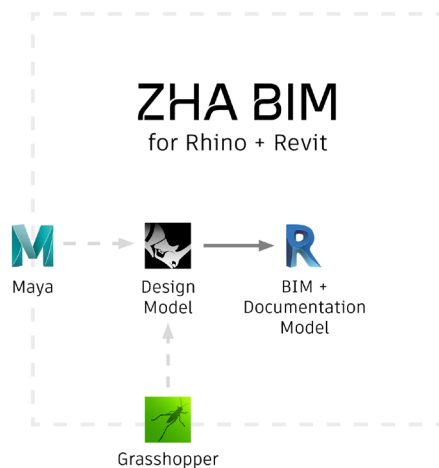 ZHA BIM
for Rhino + Revit
Maya
Design
Model
BIM +
Documentation
Model
Grasshopper